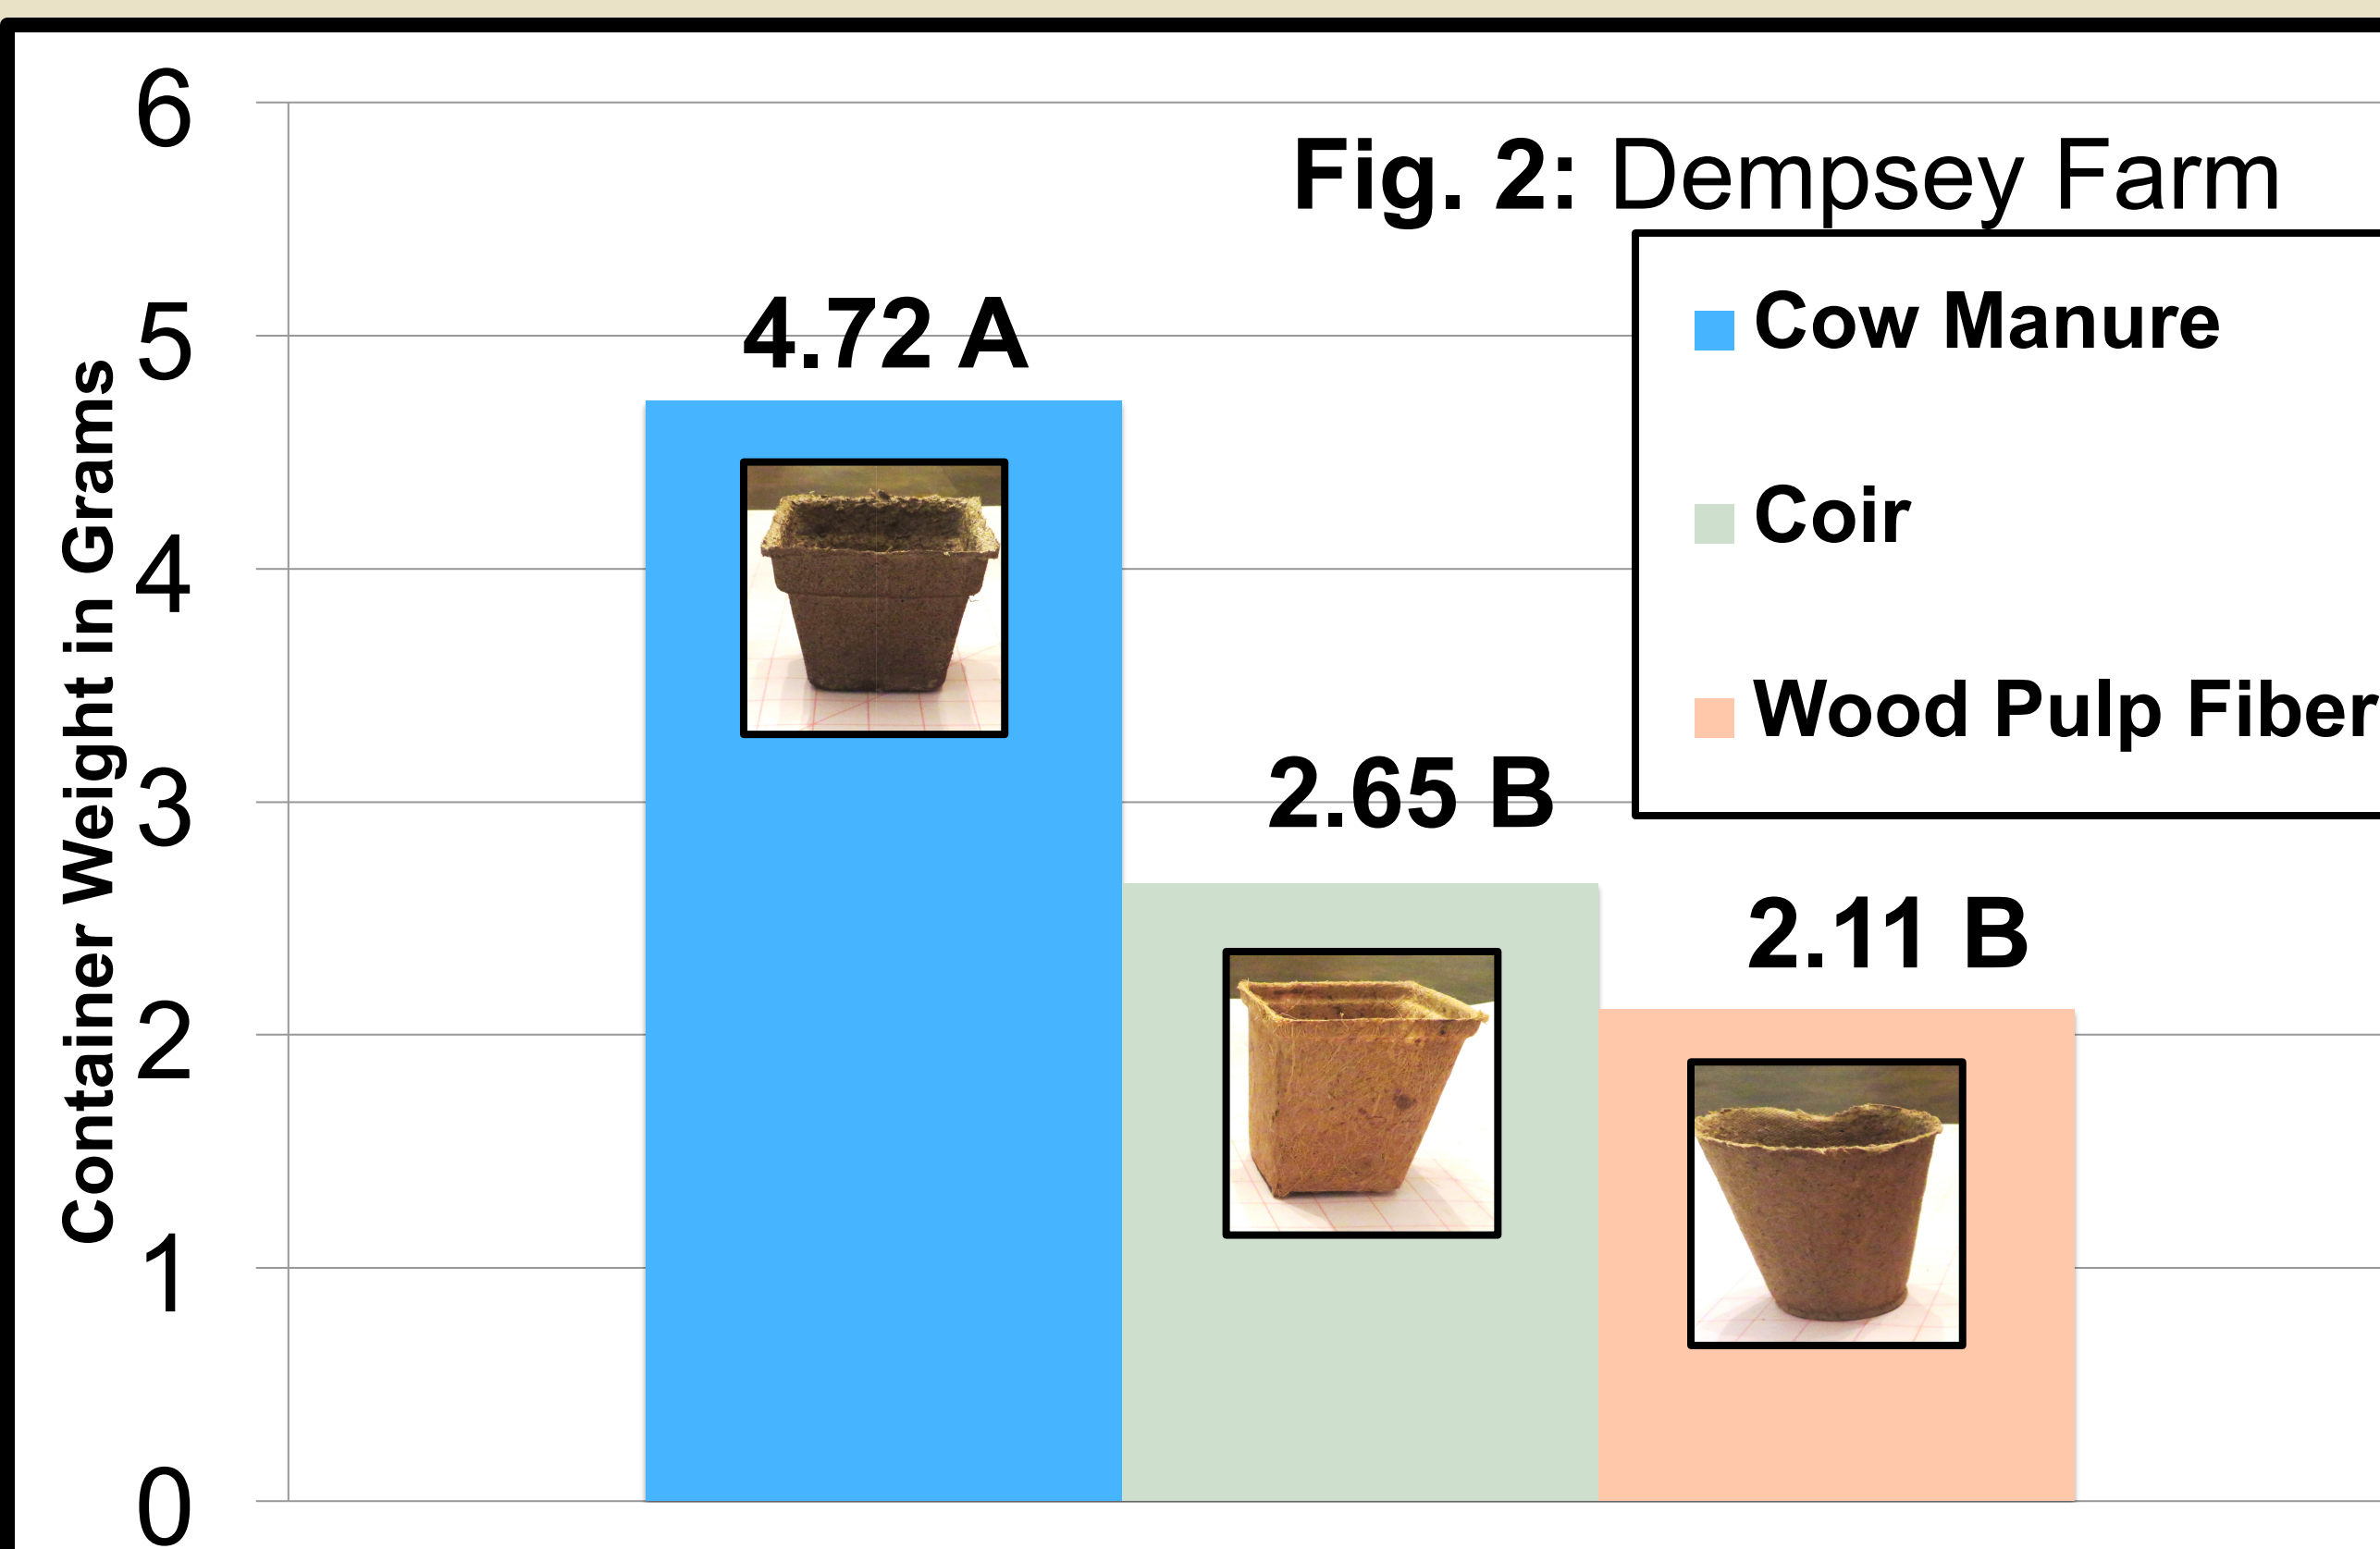 Fig. 2: Dempsey Farm
Container Weight in Grams
6
5
4
3
2
1
0
4.72 A
2.65 B
2.11 B
Cow Manure
Coir
Wood Pulp Fiber